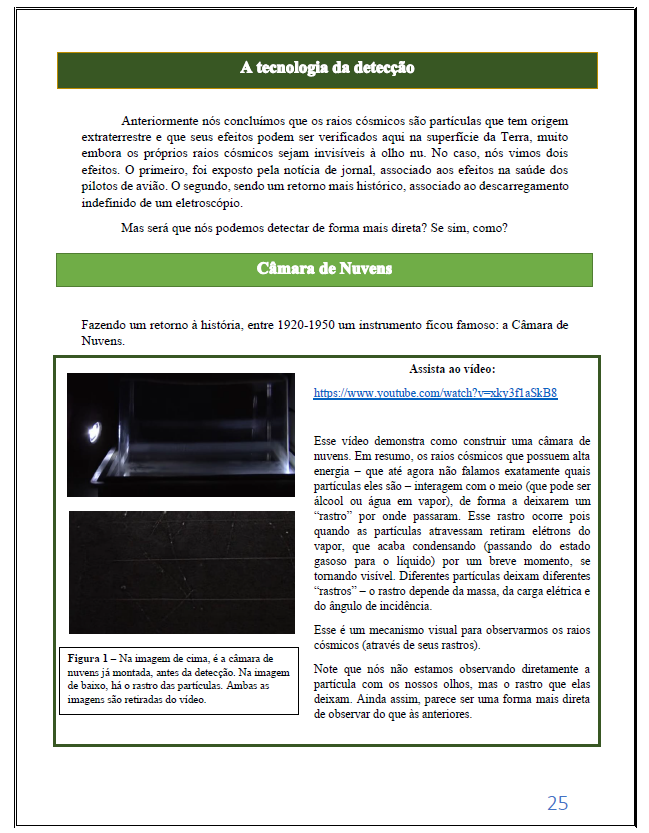 A tecnologia da detecção
Anteriormente nós concluímos que os raios cósmicos são partículas que tem origem
extraterrestre e que seus efeitos podem ser verificados aqui na superfície da Terra, muito
embora os próprios raios cósmicos sejam invisíveis à olho nu. No caso, nós vimos dois
efeitos. O primeiro, foi exposto pela notícia de jornal, associado aos efeitos na saúde dos
pilotos de avião. O segundo, sendo um retorno mais histórico, associado ao descarregamento
indefinido de um eletroscópio.
Mas será que nós podemos detectar de forma mais direta? Se sim, como?
Câmara de Nuvens
Fazendo um retorno à história, entre 1920-1950 um instrumento ficou famoso: a Câmara de
Nuvens.
Assista ao vídeo:
https://www.youtube.com/watch?v=xky3f1aSkB8
Esse vídeo demonstra como construir uma câmara de
nuvens. Em resumo, os raios cósmicos que possuem alta
energia – que até agora não falamos exatamente quais
partículas eles são – interagem com o meio (que pode ser
álcool ou água em vapor), de forma a deixarem um
“rastro” por onde passaram. Esse rastro ocorre pois
quando as partículas atravessam retiram elétrons do
vapor, que acaba condensando (passando do estado
gasoso para o líquido) por um breve momento, se
tornando visível. Diferentes partículas deixam diferentes
“rastros” – o rastro depende da massa, da carga elétrica e
do ângulo de incidência.
Esse é um mecanismo visual para observarmos os raios
cósmicos (através de seus rastros).
Note que nós não estamos observando diretamente a
partícula com os nossos olhos, mas o rastro que elas
deixam. Ainda assim, parece ser uma forma mais direta
de observar do que às anteriores.
Figura 1 – Na imagem de cima, é a câmara de
nuvens já montada, antes da detecção. Na imagem
de baixo, há o rastro das partículas. Ambas as
imagens são retiradas do vídeo.
25